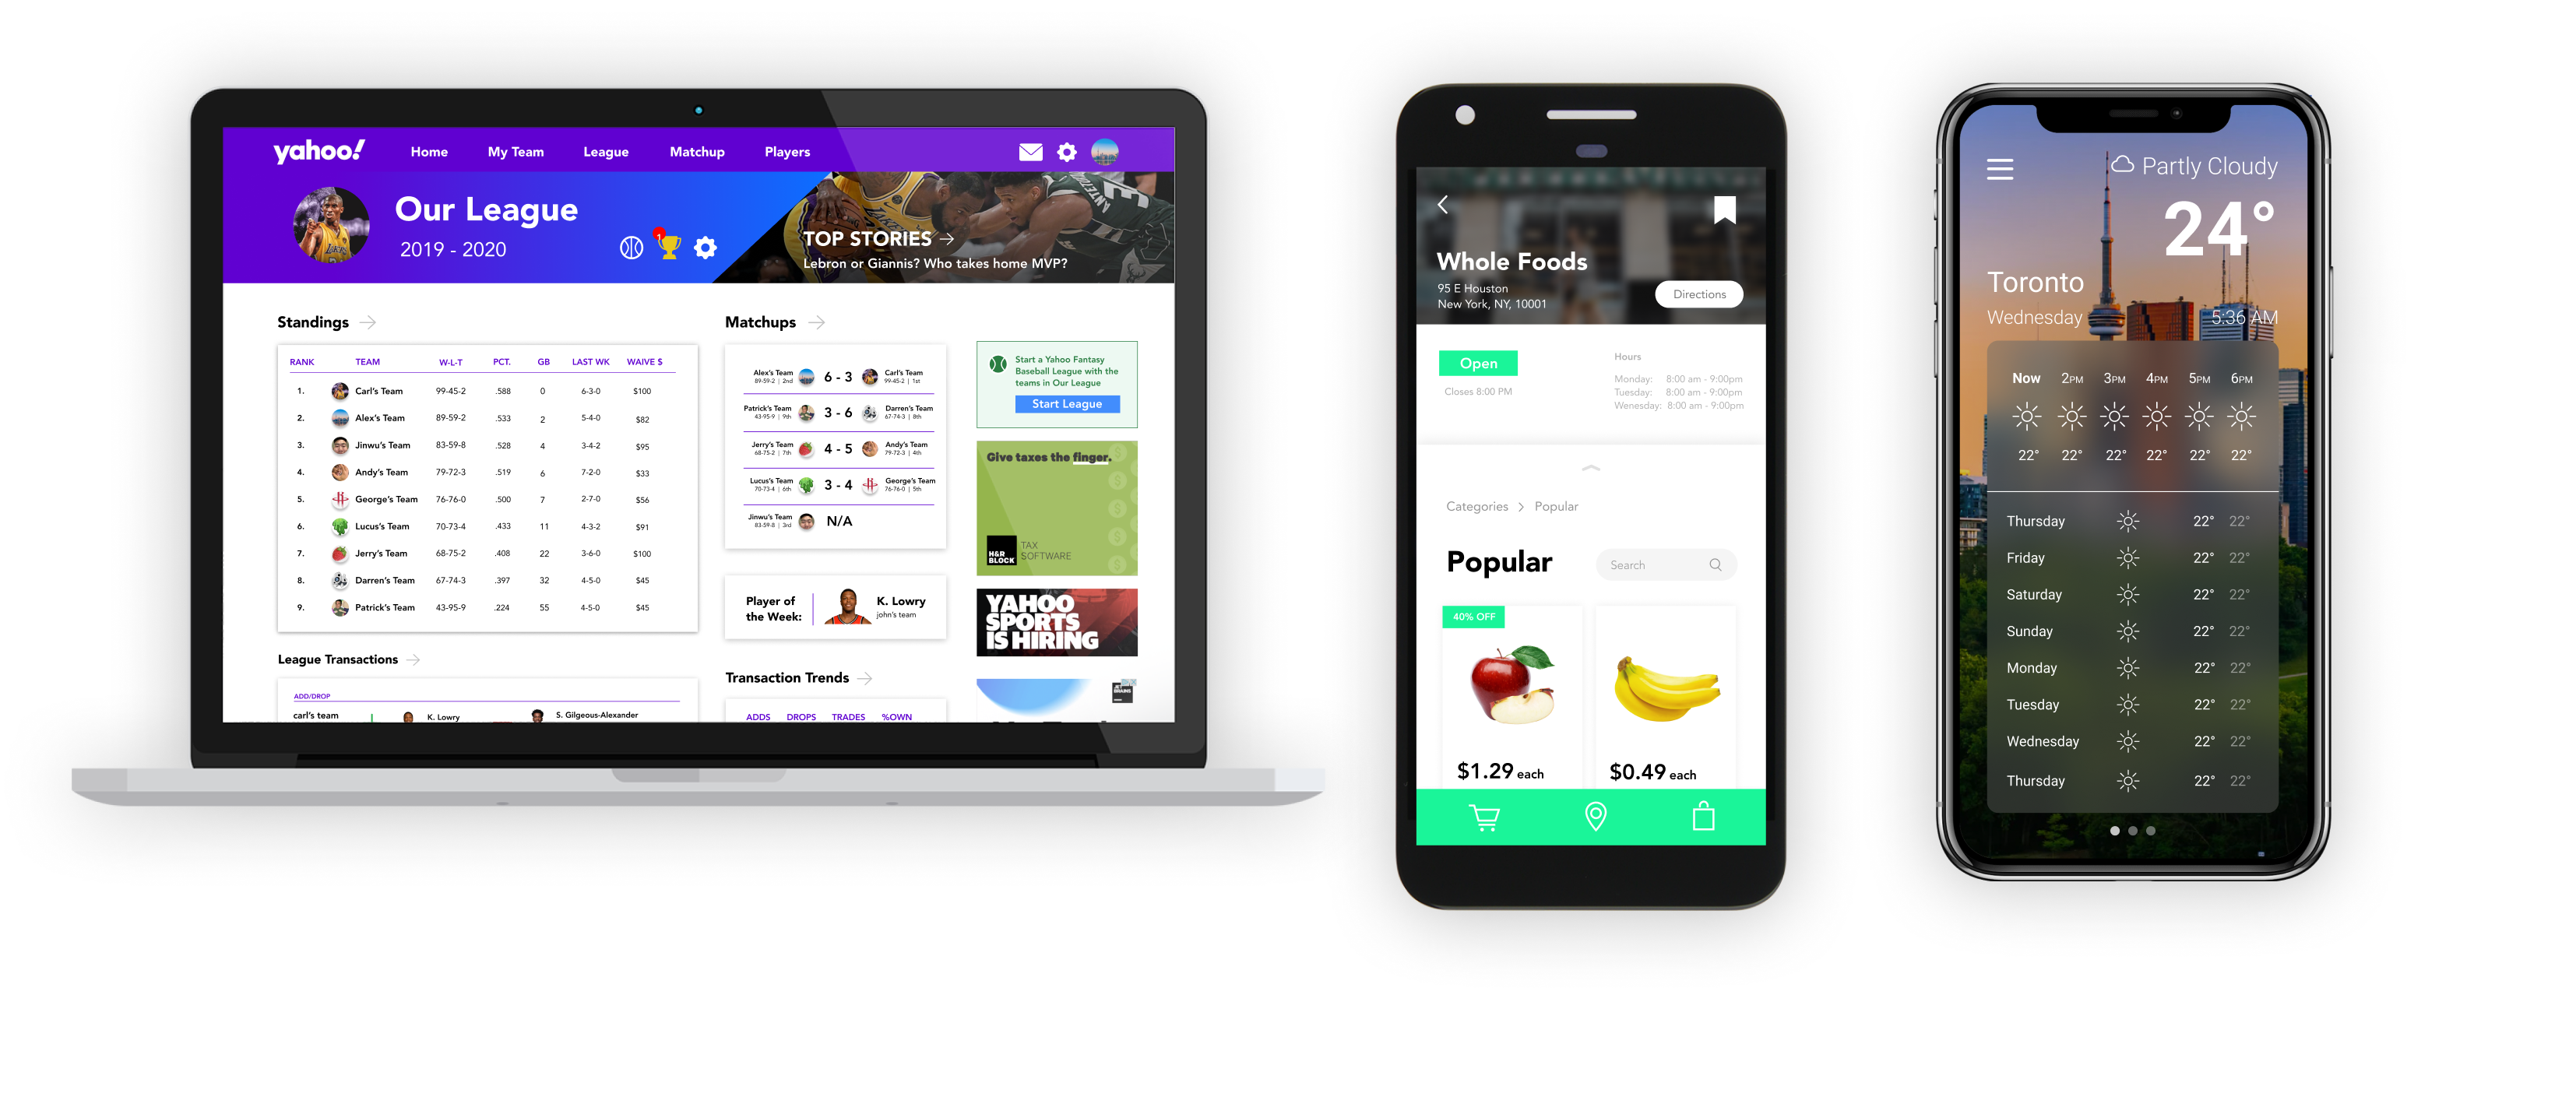 yahoo!
Home My Team League Matchup Players
Our League
2019 - 2020
1
TOP STORIES
Lebron or Giannis? Who takes home MVP?
Standings
RANK TEAM W-L-T PCT. GB LAST WK WAIVE $
1. Carl's Team 99-45-2 .588 0 6-3-0 $100
2. Alex's Team 89-59-2 .533 2 5-4-0 $82
3. Jinwu's Team 83-59-8 .528 4 3-4-2 $95
4. Andy's Team 79-72-3 .519 6 7-2-0 $33
5. George's Team 76-76-0 .500 7 2-7-0 $56
6. Lucus's Team 70-73-4 .433 11 4-3-2 $91
7. Jerry's Team 68-75-2 .408 22 3-6-0 $100
8. Darren's Team 67-74-3 .397 32 4-5-0 $45
9. Patrick's Team 43-95-9 .224 55 4-5-0 $45
League Transactions
ADD/DROP
carl's team K. Lowry S. Gilgeous-Alexander
Matchups
Alex's Team 6 - 3 Carl's Team
89-59-2 | 2nd 99-45-2 | 1st
Patrick's Team 3 - 6 Darren's Team
43-95-9 | 9th 67-74-3 | 8th
Jerry's Team 4 - 5 Andy's Team
68-75-2 | 7th 79-72-3 | 4th
Lucus's Team 3 - 4 George's Team
70-73-4 | 6th 76-76-0 | 5th
Jinwu's Team N/A
83-59-8 | 3rd
Player of
the Week:
K. Lowry
john's team
Transaction Trends
ADDS DROPS TRADES %OWN
Start a Yahoo Fantasy
Baseball League with the
teams in Our League
Start League
Give taxes the finger.
H&R
BLOCK
TAX
SOFTWARE
YAHOO
SPORTS
IS HIRING
JET
BRAINS
Whole Foods
95 E Houston
New York, NY, 10001
Directions
Open
Closes 8:00 PM
Hours
Monday: 8:00 am - 9:00pm
Tuesday: 8:00 am - 9:00pm
Wenesday: 8:00 am - 9:00pm
Categories > Popular
Popular
Search
40% OFF
$1.29 each $0.49 each
Partly Cloudy
24°
Toronto
Wednesday 5:36 AM
Now 2PM 3PM 4PM 5PM 6PM
22° 22° 22° 22° 22° 22°
Thursday 22° 22°
Friday 22° 22°
Saturday 22° 22°
Sunday 22° 22°
Monday 22° 22°
Tuesday 22° 22°
Wednesday 22° 22°
Thursday 22° 22°